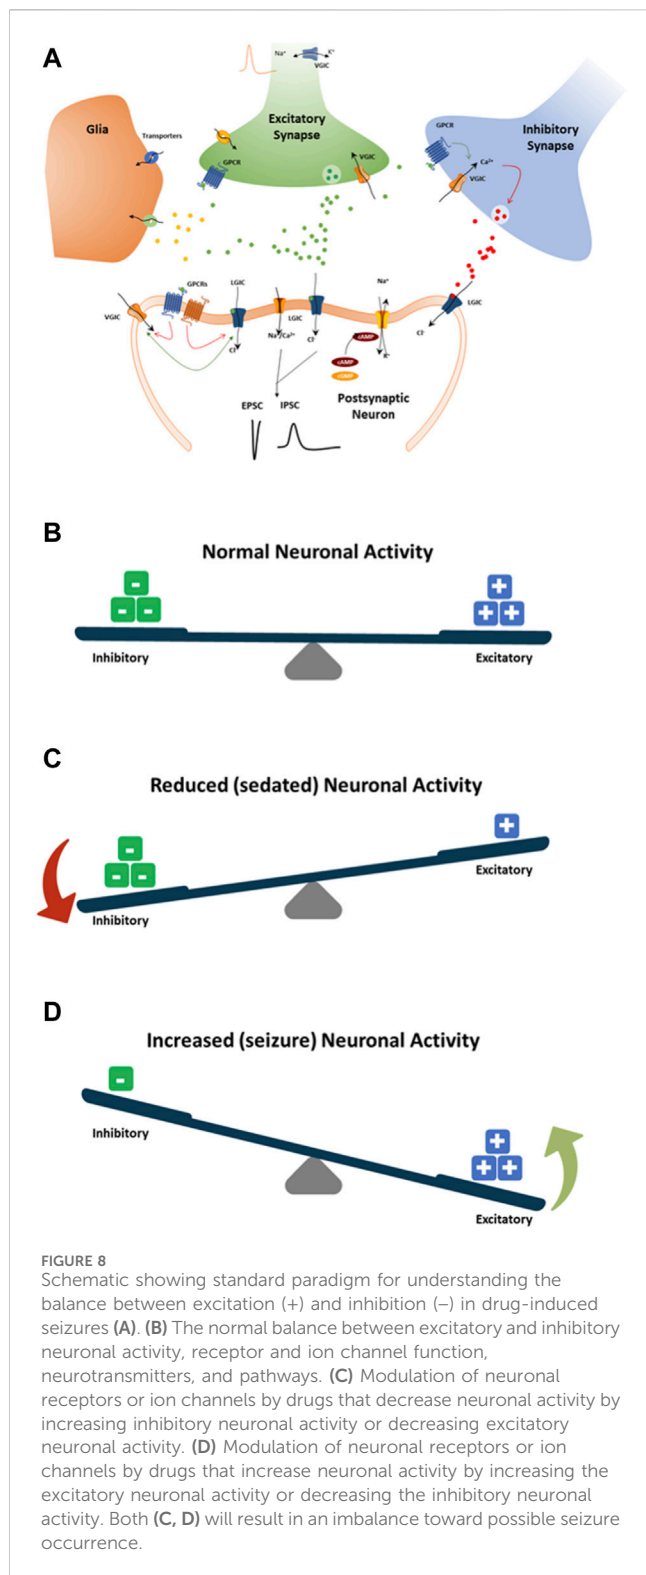 A
Na⁺
K⁺
VGIC
Glia
Transporters
Excitatory
Synapse
GPCR
VGIC
GPCR
Inhibitory
Synapse
Ca²⁺
VGIC
GPCRs
LGIC
Na⁺
VGIC
LGIC
LGIC
Cl⁻
Na⁺/Ca²⁺
Cl⁻
cAMP
K⁺
Cl⁻
cAMP
cGMP
EPSC IPSC
Postsynaptic
Neuron
B
Normal Neuronal Activity
Inhibitory
Excitatory
C
Reduced (sedated) Neuronal Activity
Excitatory
Inhibitory
D
Increased (seizure) Neuronal Activity
Inhibitory
Excitatory
FIGURE 8
Schematic showing standard paradigm for understanding the
balance between excitation (+) and inhibition (–) in drug-induced
seizures (A). (B) The normal balance between excitatory and inhibitory
neuronal activity, receptor and ion channel function,
neurotransmitters, and pathways. (C) Modulation of neuronal
receptors or ion channels by drugs that decrease neuronal activity by
increasing inhibitory neuronal activity or decreasing excitatory
neuronal activity. (D) Modulation of neuronal receptors or ion
channels by drugs that increase neuronal activity by increasing the
excitatory neuronal activity or decreasing the inhibitory neuronal
activity. Both (C, D) will result in an imbalance toward possible seizure
occurrence.